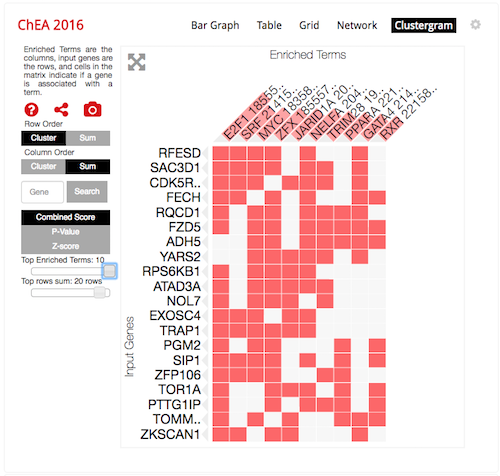 ChEA 2016
Bar Graph
Table
Grid
Network
Clustergram
Enriched Terms are the
columns, input genes are
the rows, and cells in the
matrix indicate if a gene
is associated with a
term.
Row Order
Cluster
Sum
Column Order
Cluster
Sum
Gene
Search
Combined Score
P-Value
Z-score
Top Enriched Terms: 10
Top rows sum: 20 rows
Enriched Terms
E2F1 18555..
SRF 21415..
MYC 18358..
ZFX 185557..
JARID1A 20..
NELFA 204..
TRIM28 19..
PPARA 221..
GATA4 214..
RXR 22158..
Input Genes
RFESD
SAC3D1
CDK5R..
FECH
RQCD1
FZD5
ADH5
YARS2
RPS6KB1
ATAD3A
NOL7
EXOSC4
TRAP1
PGM2
SIP1
ZFP106
TOR1A
PTTG1IP
TOMM..
ZKSCAN1